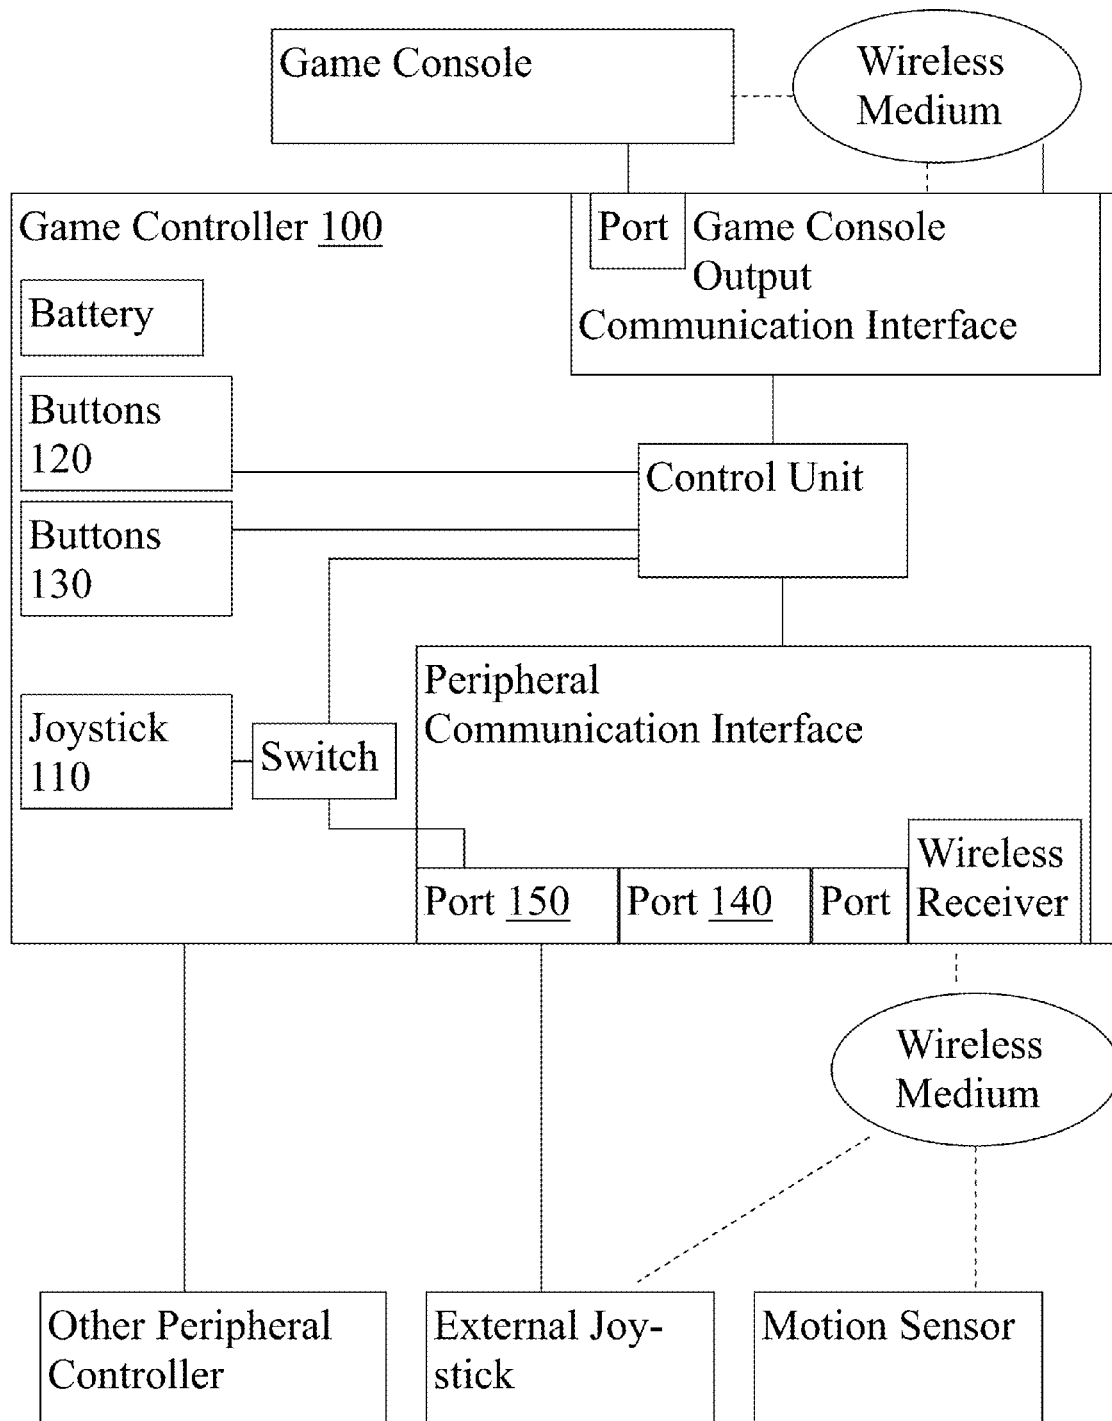 Game Console
Wireless
Medium
Game Controller 100
Port
Game Console
Output
Communication Interface
Battery
Buttons
120
Control Unit
Buttons
130
Peripheral
Communication Interface
Joystick
110
Switch
Wireless
Receiver
Port 150
Port 140
Port
Wireless
Medium
Other Peripheral
Controller
External Joy-
stick
Motion Sensor